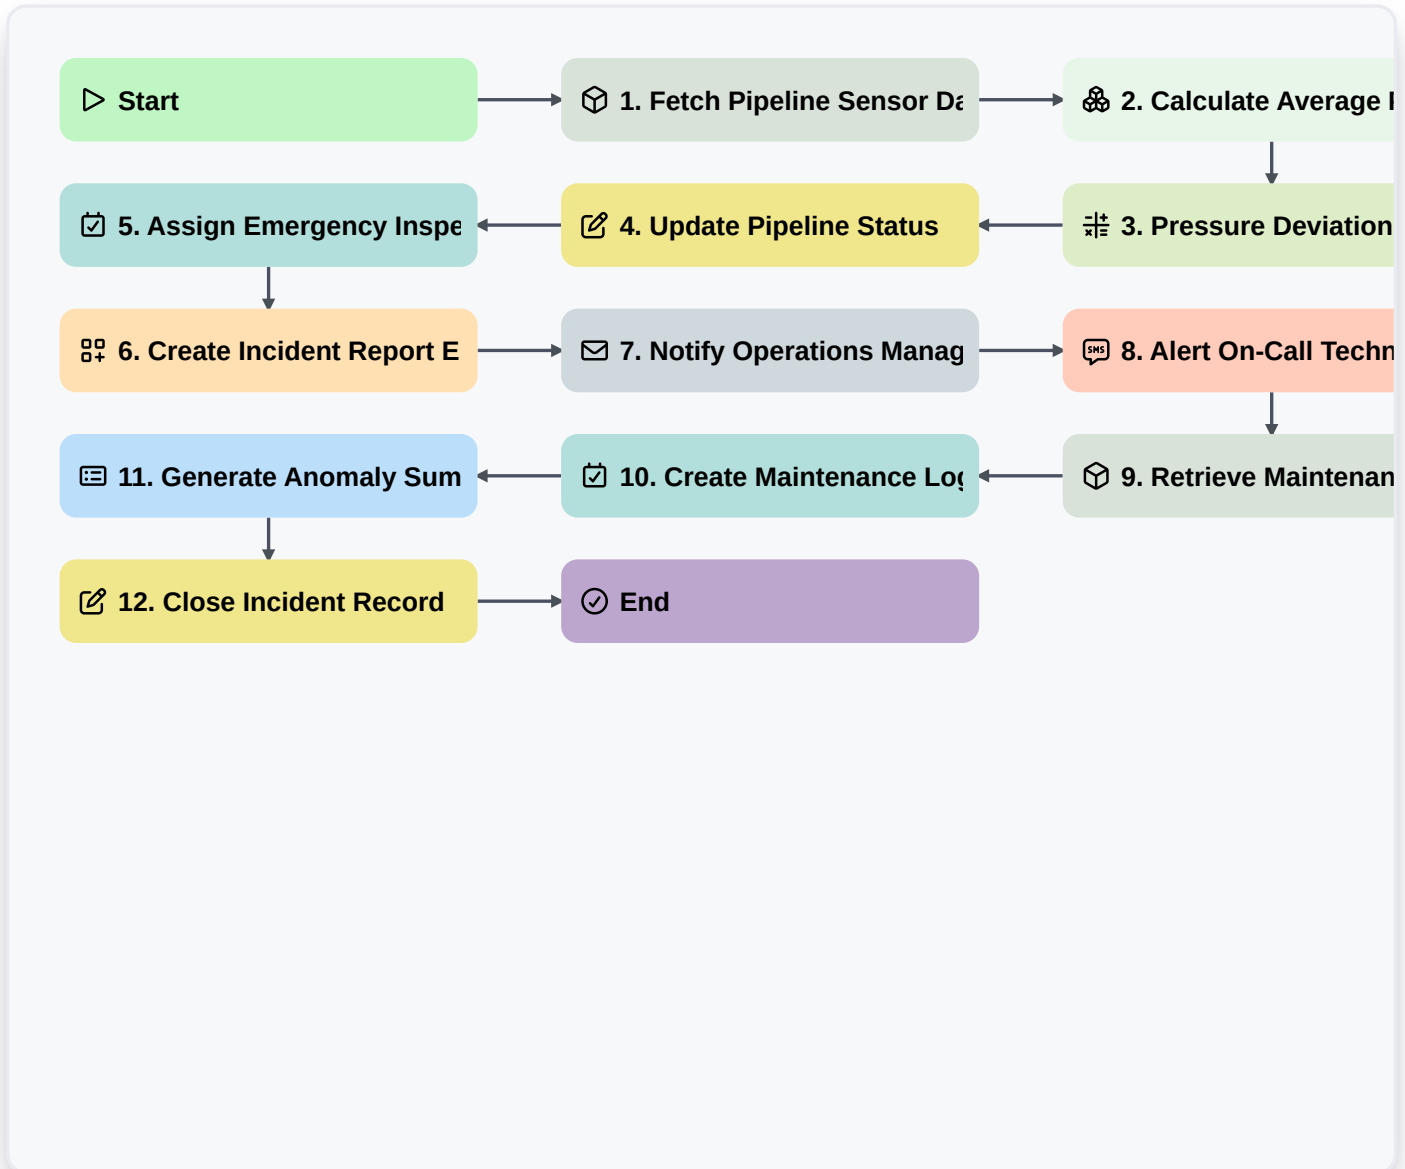 Start
1. Fetch Pipeline Sensor Da
2. Calculate Average
5. Assign Emergency Inspe
4. Update Pipeline Status
3. Pressure Deviation
6. Create Incident Report E
7. Notify Operations Manag
8. Alert On-Call Techn
SMS
11. Generate Anomaly Sum
10. Create Maintenance Log
9. Retrieve Maintenan
12. Close Incident Record
End